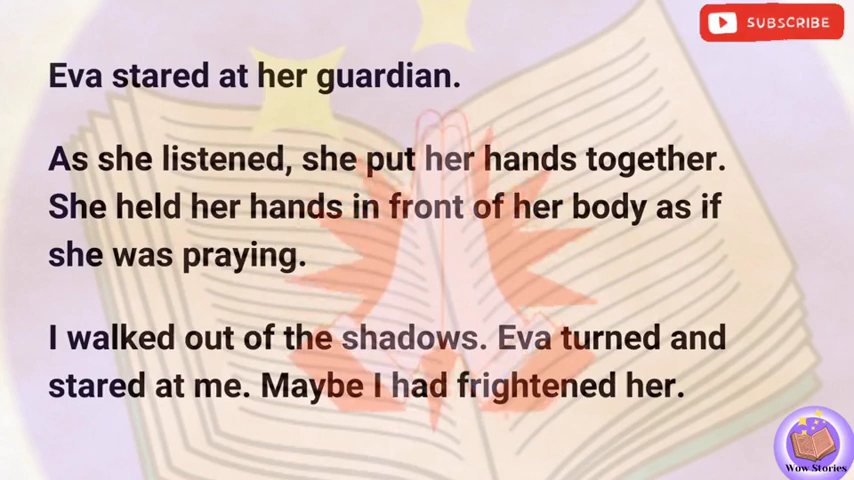 SUBSCRIBE
Eva stared at her guardian.
As she listened, she put her hands together.
She held her hands in front of her body as if
she was praying.
I walked out of the shadows. Eva turned and
stared at me. Maybe I had frightened her.
Wow Stories